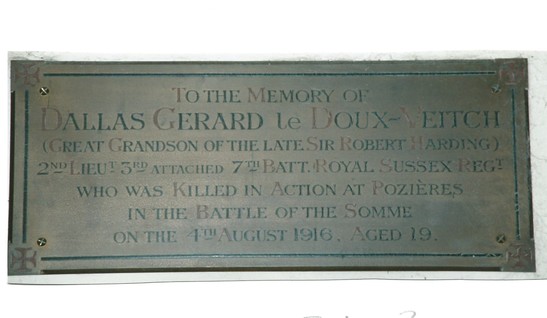 TO THE MEMORY OF
DALLAS GERARD le DOUX-VEITCH
(GREAT GRANDSON OF THE LATE SIR ROBERT HARDING)
2ND LIEUT 3RD ATTACHED 7TH BATT. ROYAL SUSSEX REGT
WHO WAS KILLED IN ACTION AT POZIÈRES
IN THE BATTLE OF THE SOMME
ON THE 4TH AUGUST 1916, AGED 19.